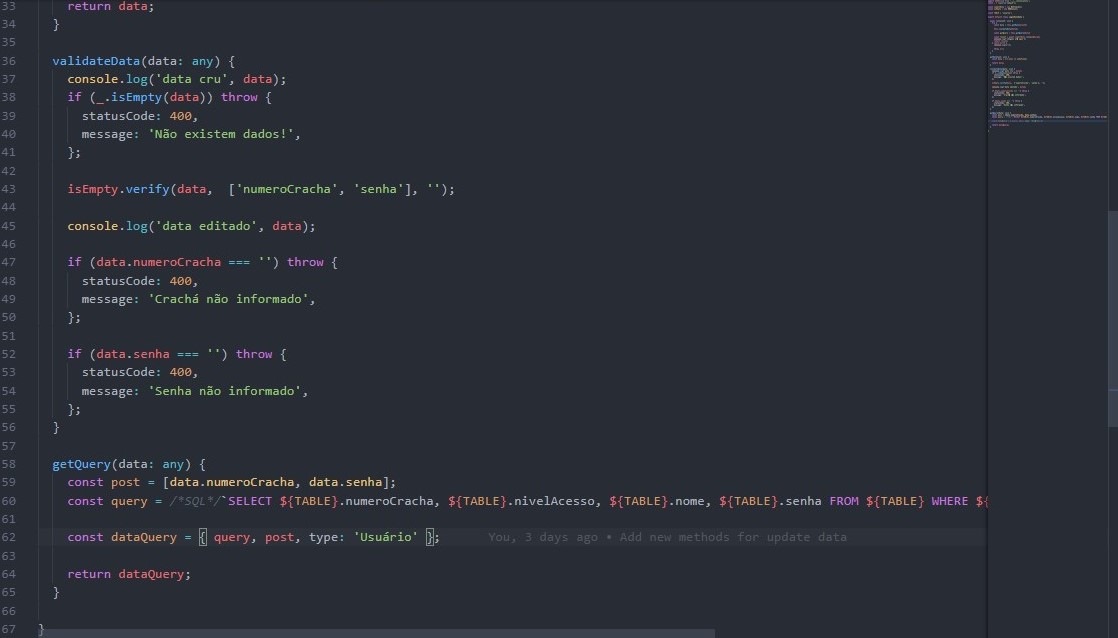 33 return data;
34 }
35
36 validateData(data: any) {
37 console.log('data cru', data);
38 if (_.isEmpty(data)) throw {
39 statusCode: 400,
40 message: 'Não existem dados!',
41 };
42
43 isEmpty.verify(data,  ['numeroCracha', 'senha'], '');
44
45 console.log('data editado', data);
46
47 if (data.numeroCracha === '') throw {
48 statusCode: 400,
49 message: 'Crachá não informado',
50 };
51
52 if (data.senha === '') throw {
53 statusCode: 400,
54 message: 'Senha não informado',
55 };
56 }
57
58 getQuery(data: any) {
59 const post = [data.numeroCracha, data.senha];
60 const query = /*SQL*/`SELECT ${TABLE}.numeroCracha, ${TABLE}.nivelAcesso, ${TABLE}.nome, ${TABLE}.senha FROM ${TABLE} WHERE ${
61
62 const dataQuery = { query, post, type: 'Usuário' }; You, 3 days ago • Add new methods for update data
63
64 return dataQuery;
65 }
66
67 }